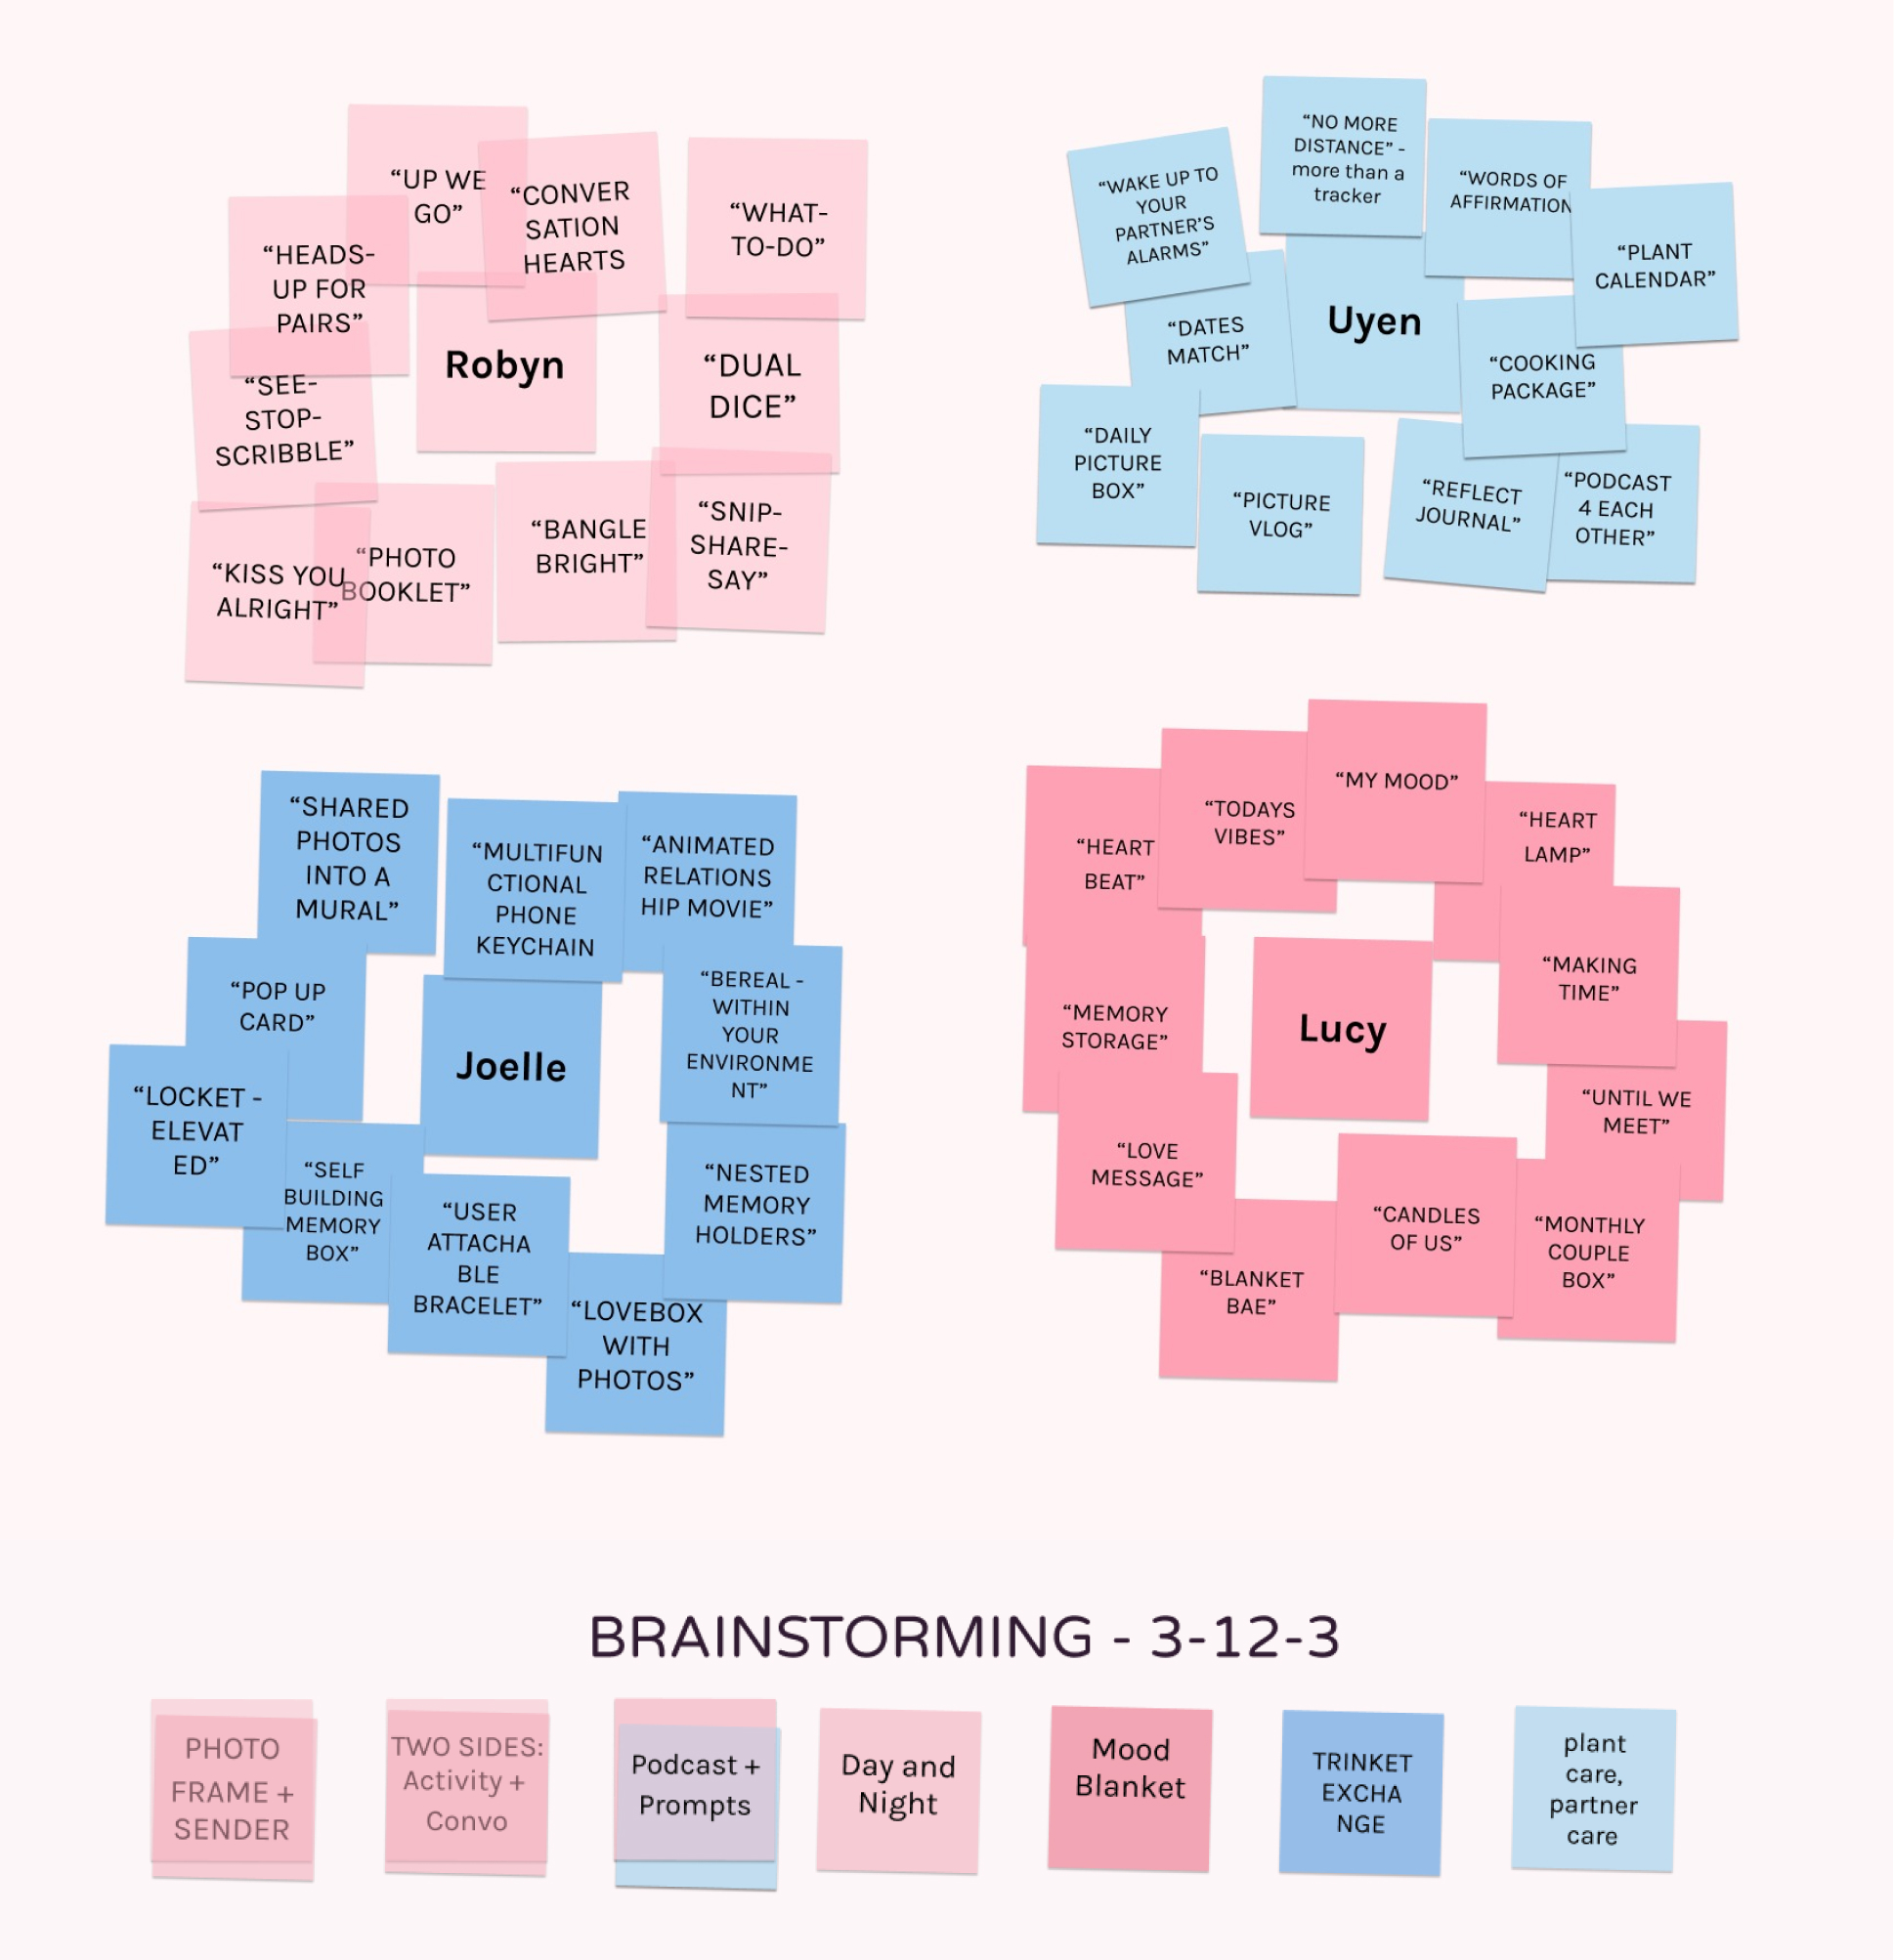 “UP WE
GO”
“CONVER
SATION
HEARTS
“WHAT-
TO-DO”
“HEADS-
UP FOR
PAIRS”
Robyn
“DUAL
DICE”
“SEE-
STOP-
SCRIBBLE”
“KISS YOU
ALRIGHT”
“PHOTO
BOOKLET”
“BANGLE
BRIGHT”
“SNIP-
SHARE-
SAY”
“WAKE UP TO
YOUR
PARTNER’S
ALARMS”
“NO MORE
DISTANCE” -
more than a
tracker
“WORDS OF
AFFIRMATION
“PLANT
CALENDAR”
“DATES
MATCH”
Uyen
“COOKING
PACKAGE”
“DAILY
PICTURE
BOX”
“PICTURE
VLOG”
“REFLECT
JOURNAL”
“PODCAST
4 EACH
OTHER”
“SHARED
PHOTOS
INTO A
MURAL”
“MULTIFUN
CTIONAL
PHONE
KEYCHAIN
“ANIMATED
RELATIONS
HIP MOVIE”
“POP UP
CARD”
Joelle
“BEREAL -
WITHIN
YOUR
ENVIRONME
NT”
“LOCKET -
ELEVAT
ED”
“SELF
BUILDING
MEMORY
BOX”
“USER
ATTACHA
BLE
BRACELET”
“LOVEBOX
WITH
PHOTOS”
“NESTED
MEMORY
HOLDERS”
“HEART
BEAT”
“TODAYS
VIBES”
“MY MOOD”
“HEART
LAMP”
“MEMORY
STORAGE”
Lucy
“MAKING
TIME”
“LOVE
MESSAGE”
“UNTIL WE
MEET”
“BLANKET
BAE”
“CANDLES
OF US”
“MONTHLY
COUPLE
BOX”
BRAINSTORMING - 3-12-3
PHOTO
FRAME +
SENDER
TWO SIDES:
Activity +
Convo
Podcast +
Prompts
Day and
Night
Mood
Blanket
TRINKET
EXCHA
NGE
plant
care,
partner
care